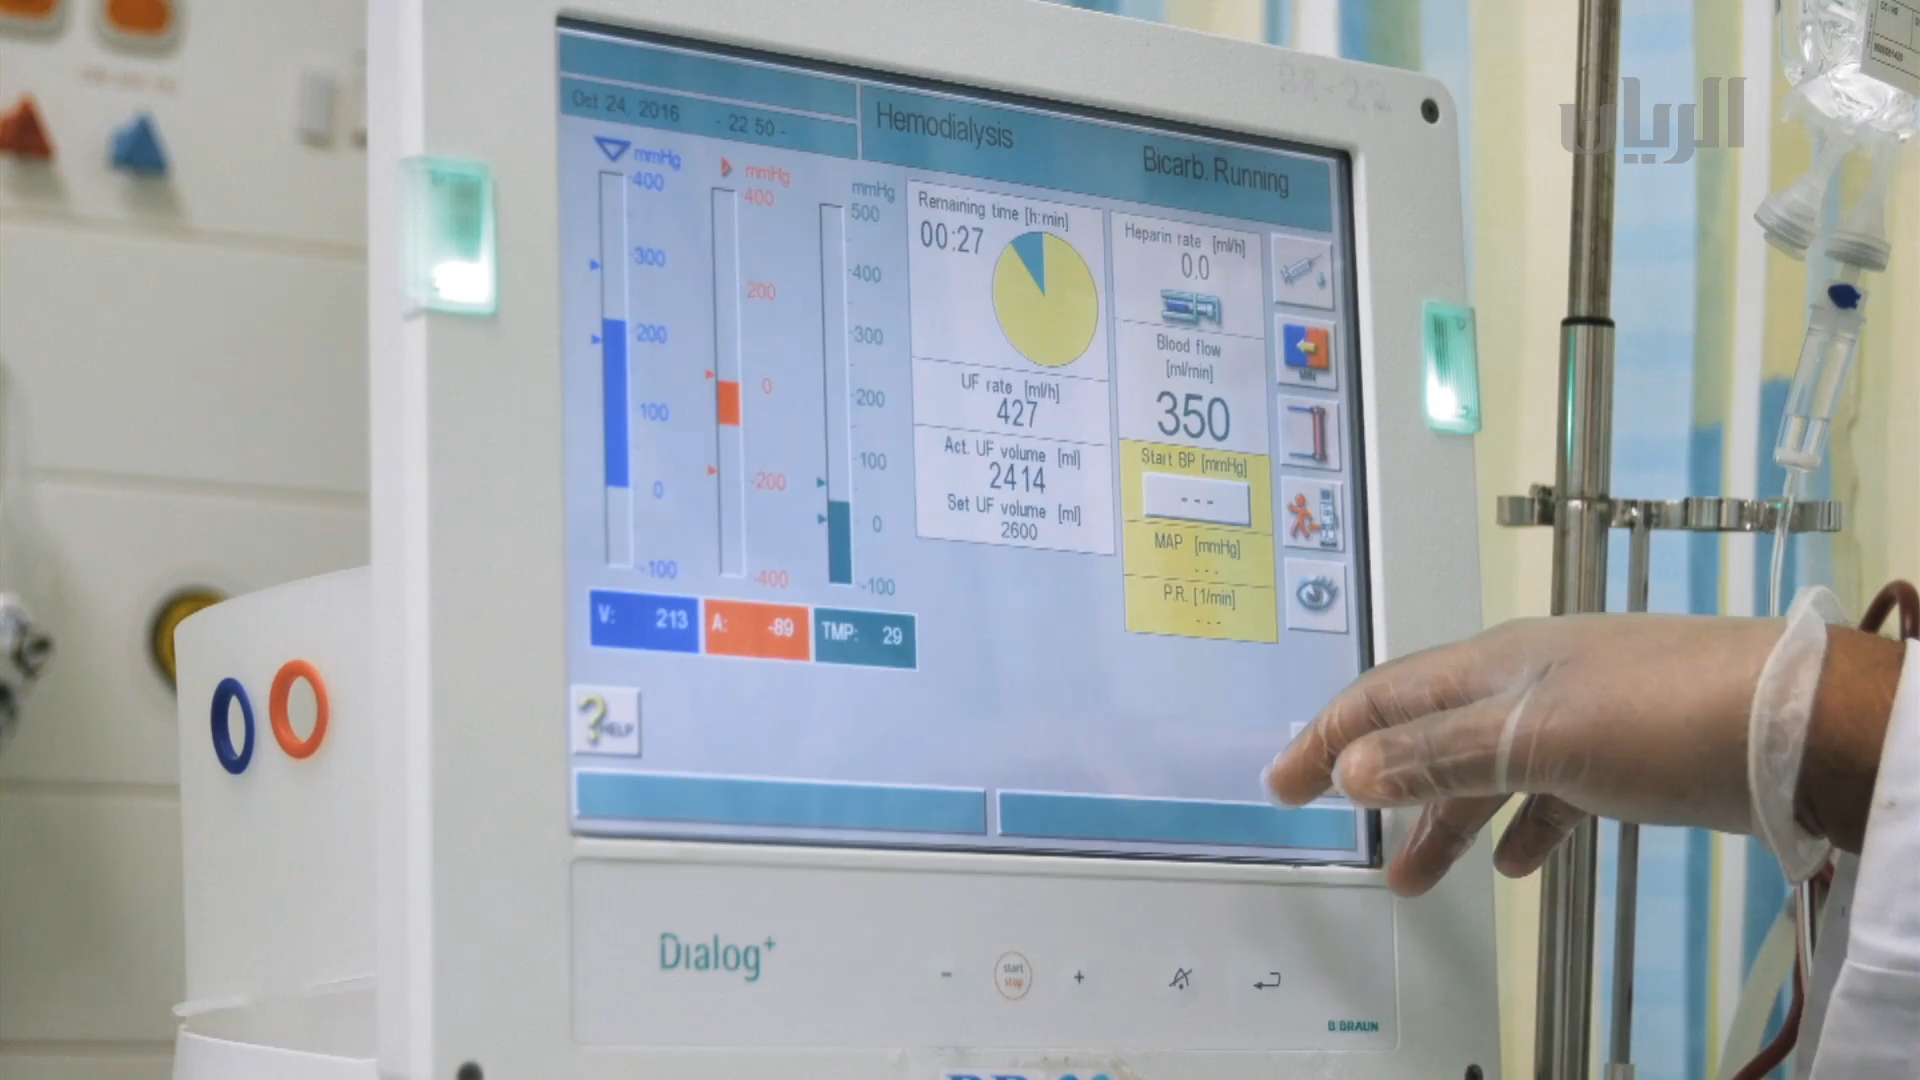 الريان
Oct 24, 2016
- 22 50 -
Hemodialysis
Bicarb. Running
mmHg
400
300
200
100
0
-100
mmHg
400
200
0
-200
-400
mmHg
500
400
300
200
100
0
-100
Remaining time [h:min]
00:27
UF rate [ml/h]
427
Act. UF volume [ml]
2414
Set UF volume [ml]
2600
Heparin rate [ml/h]
0.0
Blood flow
[ml/min]
350
Start BP [mmHg]
- - -
MAP [mmHg]
- - -
P.R. [1/min]
- - -
MIN
V: 213
A: -89
TMP: 29
? HELP
Dialog+
-
start
stop
+
B BRAUN